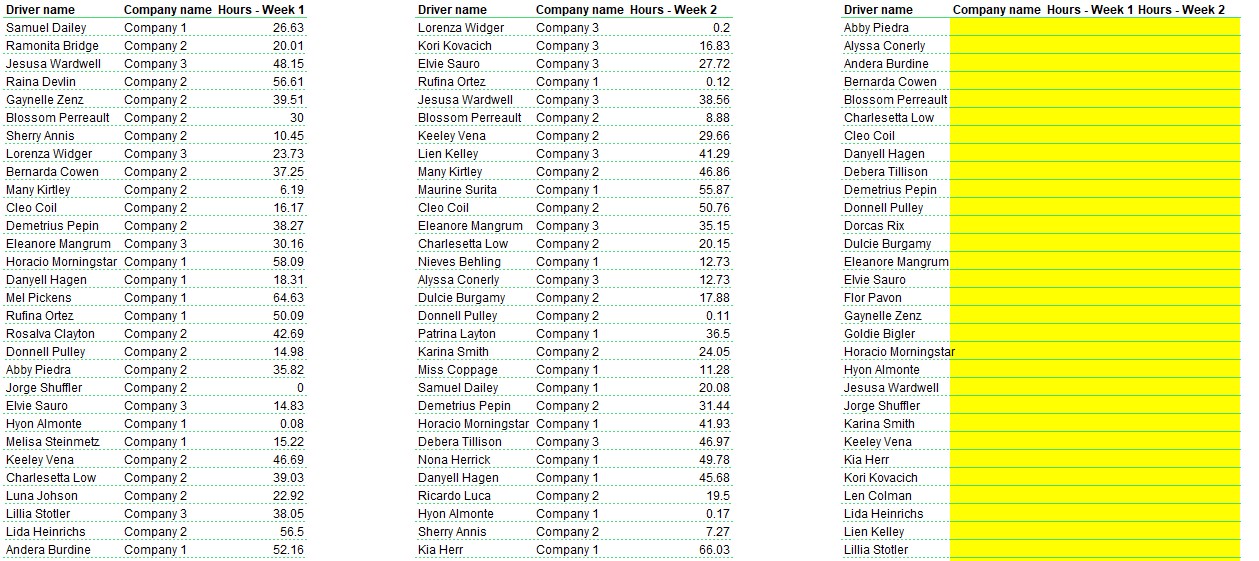 Driver name Company name Hours - Week 1 Driver name Company name Hours - Week 2 Driver name Company name Hours - Week 1 Hours - Week 2
Samuel Dailey Company 1 26.63 Lorenza Widger Company 3 0.2 Abby Piedra
Ramonita Bridge Company 2 20.01 Kori Kovacich Company 3 16.83 Alyssa Conerly
Jesusa Wardwell Company 3 48.15 Elvie Sauro Company 3 27.72 Andera Burdine
Raina Devlin Company 2 56.61 Rufina Ortez Company 1 0.12 Bernarda Cowen
Gaynelle Zenz Company 2 39.51 Jesusa Wardwell Company 3 38.56 Blossom Perreault
Blossom Perreault Company 2 30 Blossom Perreault Company 2 8.88 Charlesetta Low
Sherry Annis Company 2 10.45 Keeley Vena Company 2 29.66 Cleo Coil
Lorenza Widger Company 3 23.73 Lien Kelley Company 3 41.29 Danyell Hagen
Bernarda Cowen Company 2 37.25 Many Kirtley Company 2 46.86 Debera Tillison
Many Kirtley Company 2 6.19 Maurine Surita Company 1 55.87 Demetrius Pepin
Cleo Coil Company 2 16.17 Cleo Coil Company 2 50.76 Donnell Pulley
Demetrius Pepin Company 2 38.27 Eleanore Mangrum Company 3 35.15 Dorcas Rix
Eleanore Mangrum Company 3 30.16 Charlesetta Low Company 2 20.15 Dulcie Burgamy
Horacio Morningstar Company 1 58.09 Nieves Behling Company 1 12.73 Eleanore Mangrum
Danyell Hagen Company 1 18.31 Alyssa Conerly Company 3 12.73 Elvie Sauro
Mel Pickens Company 1 64.63 Dulcie Burgamy Company 2 17.88 Flor Pavon
Rufina Ortez Company 1 50.09 Donnell Pulley Company 2 0.11 Gaynelle Zenz
Rosalva Clayton Company 2 42.69 Patrina Layton Company 1 36.5 Goldie Bigler
Donnell Pulley Company 2 14.98 Karina Smith Company 2 24.05 Horacio Morningstar
Abby Piedra Company 2 35.82 Miss Coppage Company 1 11.28 Hyon Almonte
Jorge Shuffler Company 2 0 Samuel Dailey Company 1 20.08 Jesusa Wardwell
Elvie Sauro Company 3 14.83 Demetrius Pepin Company 2 31.44 Jorge Shuffler
Hyon Almonte Company 1 0.08 Horacio Morningstar Company 1 41.93 Karina Smith
Melisa Steinmetz Company 1 15.22 Debera Tillison Company 3 46.97 Keeley Vena
Keeley Vena Company 2 46.69 Nona Herrick Company 1 49.78 Kia Herr
Charlesetta Low Company 2 39.03 Danyell Hagen Company 1 45.68 Kori Kovacich
Luna Johson Company 2 22.92 Ricardo Luca Company 2 19.5 Len Colman
Lillia Stotler Company 3 38.05 Hyon Almonte Company 1 0.17 Lida Heinrichs
Lida Heinrichs Company 2 56.5 Sherry Annis Company 2 7.27 Lien Kelley
Andera Burdine Company 1 52.16 Kia Herr Company 1 66.03 Lillia Stotler